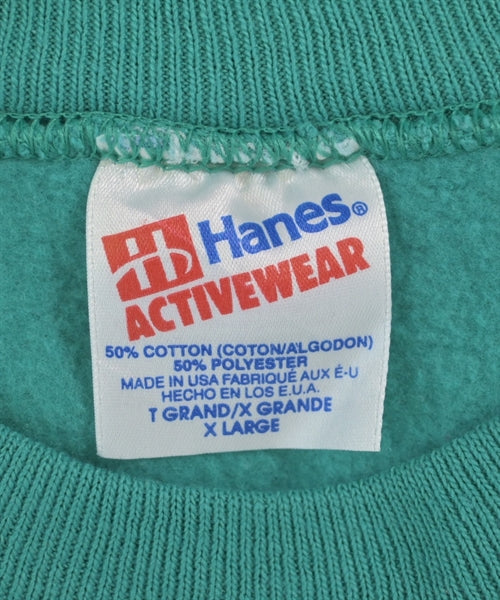 Hanes®
ACTIVEWEAR
50% COTTON (COTON/ALGODON)
50% POLYESTER
MADE IN USA FABRIQUÉ AUX É-U
HECHO EN LOS E.U.A.
T GRAND/X GRANDE
X LARGE